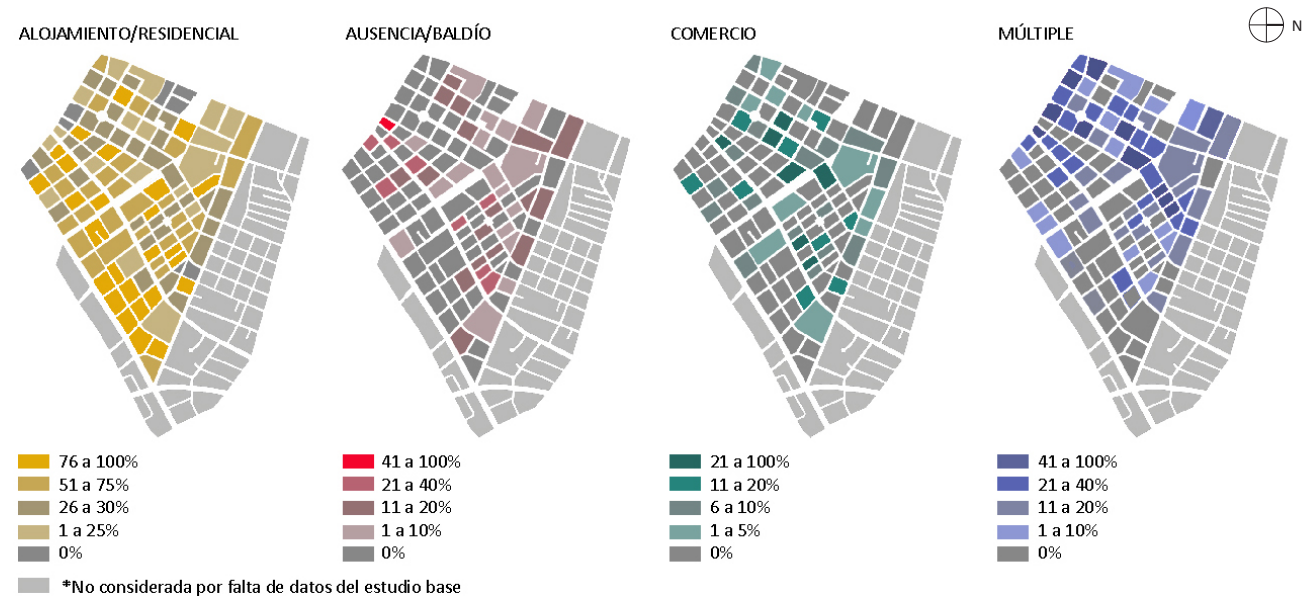 N
ALOJAMIENTO/RESIDENCIAL
AUSENCIA/BALDÍO
COMERCIO
MÚLTIPLE
76 a 100%
51 a 75%
26 a 30%
1 a 25%
0%
41 a 100%
21 a 40%
11 a 20%
1 a 10%
0%
21 a 100%
11 a 20%
6 a 10%
1 a 5%
0%
41 a 100%
21 a 40%
11 a 20%
1 a 10%
0%
*No considerada por falta de datos del estudio base